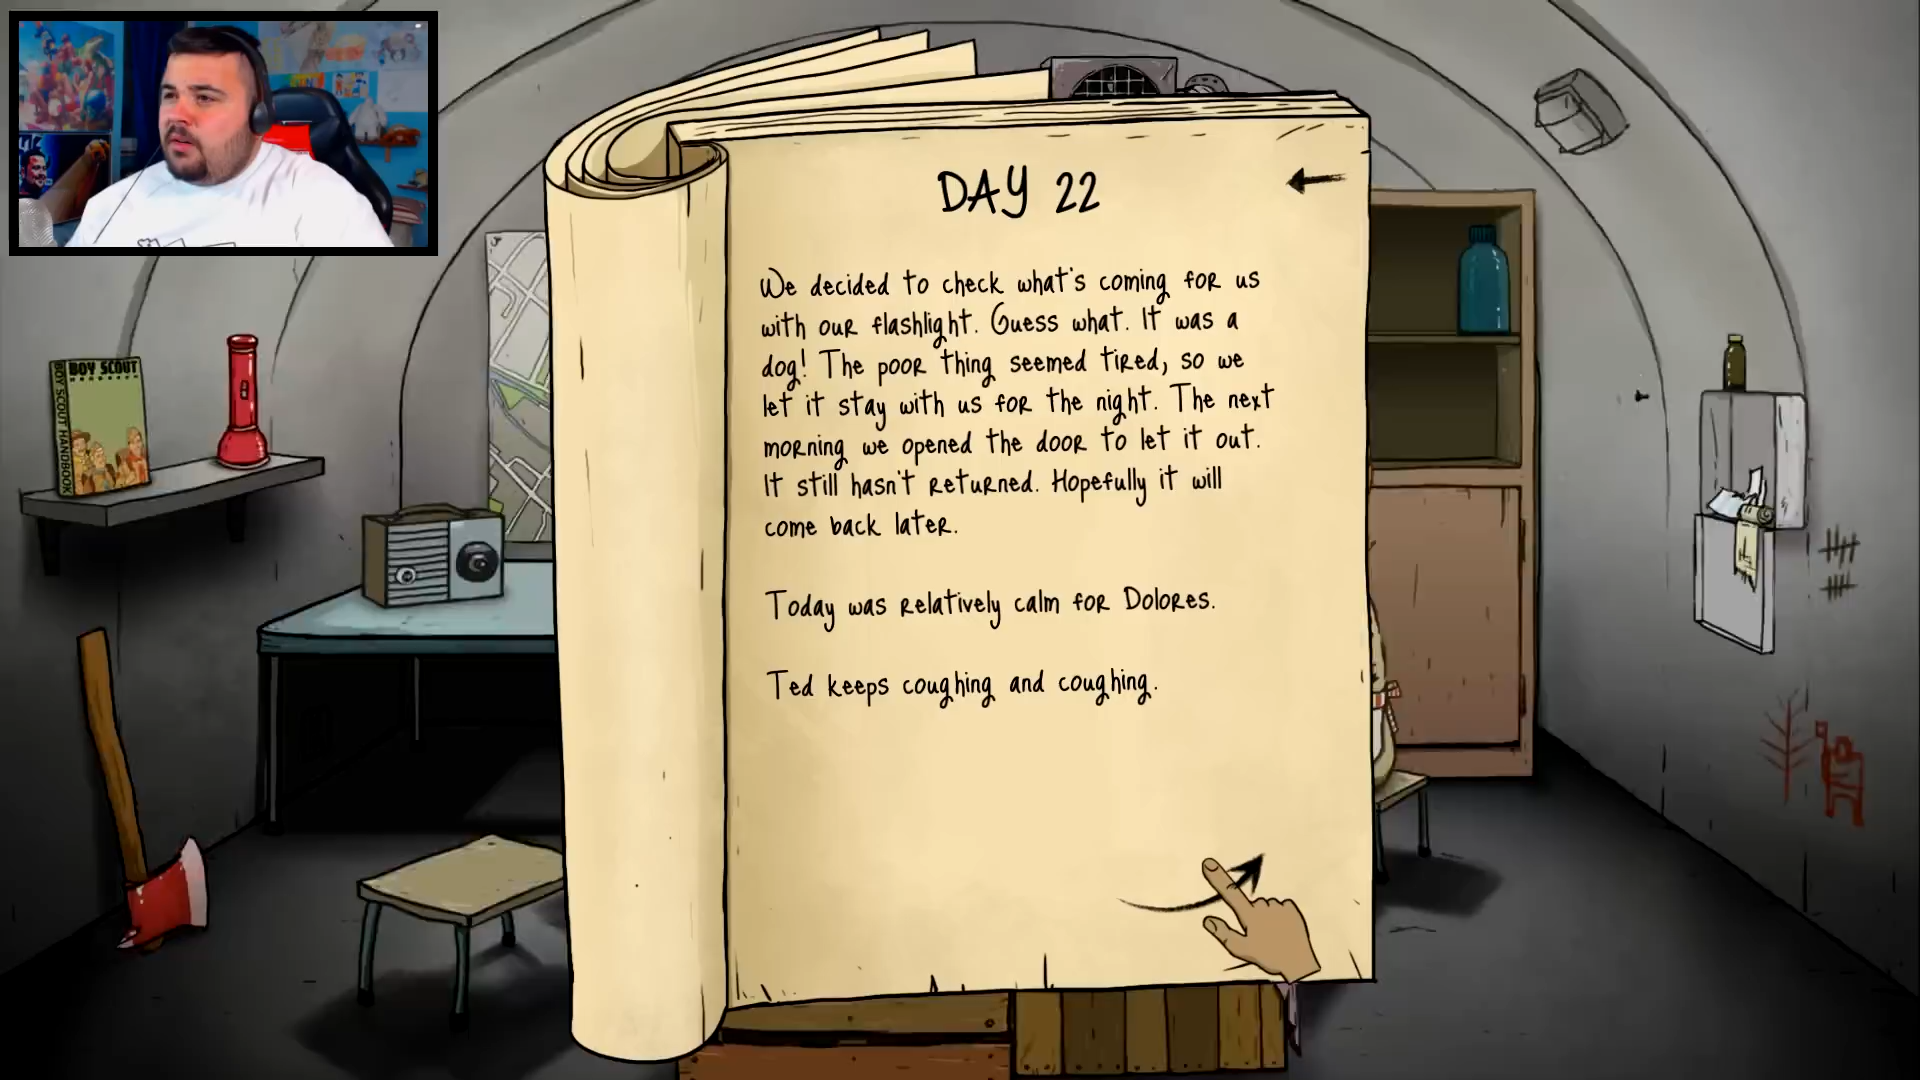 DAY 22
We decided to check what's coming for us
with our flashlight. Guess what. It was a
dog! The poor thing seemed tired, so we
let it stay with us for the night. The next
morning we opened the door to let it out.
It still hasn't returned. Hopefully it will
come back later.
Today was relatively calm for Dolores.
Ted keeps coughing and coughing.
BOY SCOUT
BOY SCOUT HANDBOOK